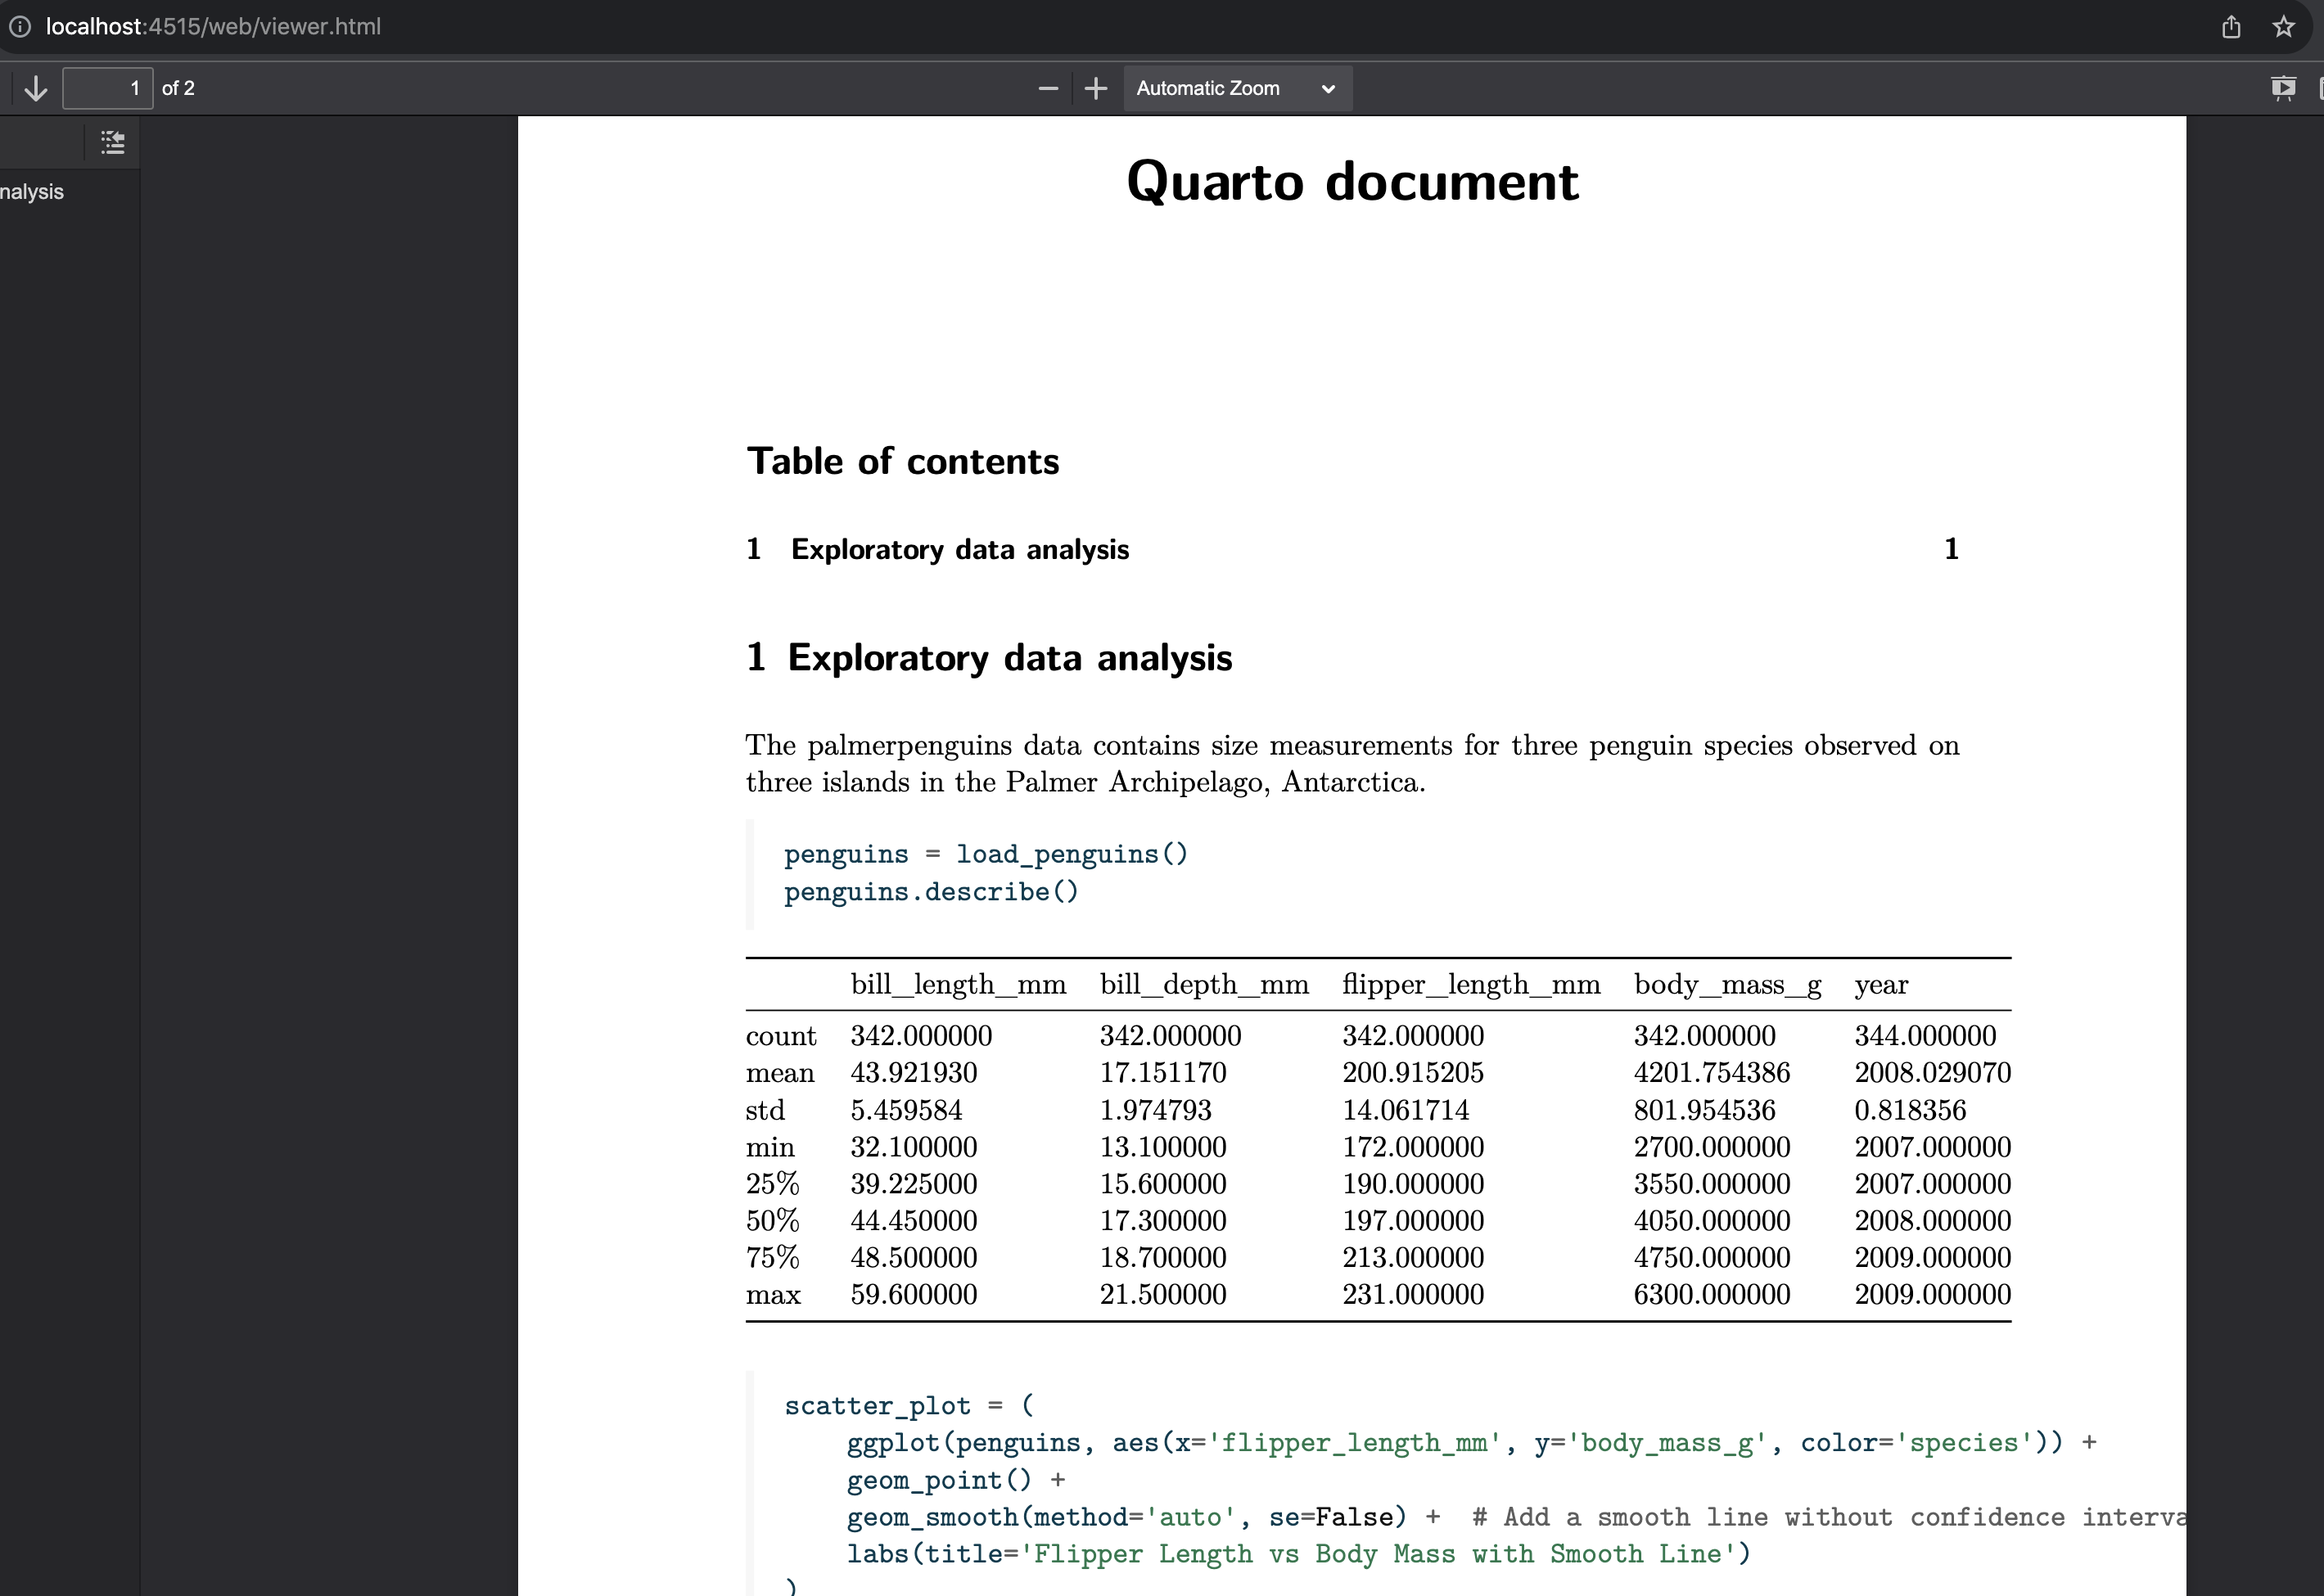 localhost:4515/web/viewer.html
1 of 2
Automatic Zoom
nalysis
Quarto document
Table of contents
1 Exploratory data analysis 1
1 Exploratory data analysis
The palmerpenguins data contains size measurements for three penguin species observed on
three islands in the Palmer Archipelago, Antarctica.
penguins = load_penguins()
penguins.describe()
bill_length_mm bill_depth_mm flipper_length_mm body_mass_g year
count 342.000000 342.000000 342.000000 342.000000 344.000000
mean 43.921930 17.151170 200.915205 4201.754386 2008.029070
std 5.459584 1.974793 14.061714 801.954536 0.818356
min 32.100000 13.100000 172.000000 2700.000000 2007.000000
25% 39.225000 15.600000 190.000000 3550.000000 2007.000000
50% 44.450000 17.300000 197.000000 4050.000000 2008.000000
75% 48.500000 18.700000 213.000000 4750.000000 2009.000000
max 59.600000 21.500000 231.000000 6300.000000 2009.000000
scatter_plot = (
    ggplot(penguins, aes(x='flipper_length_mm', y='body_mass_g', color='species')) +
    geom_point() +
    geom_smooth(method='auto', se=False) +  # Add a smooth line without confidence interva
    labs(title='Flipper Length vs Body Mass with Smooth Line')
)